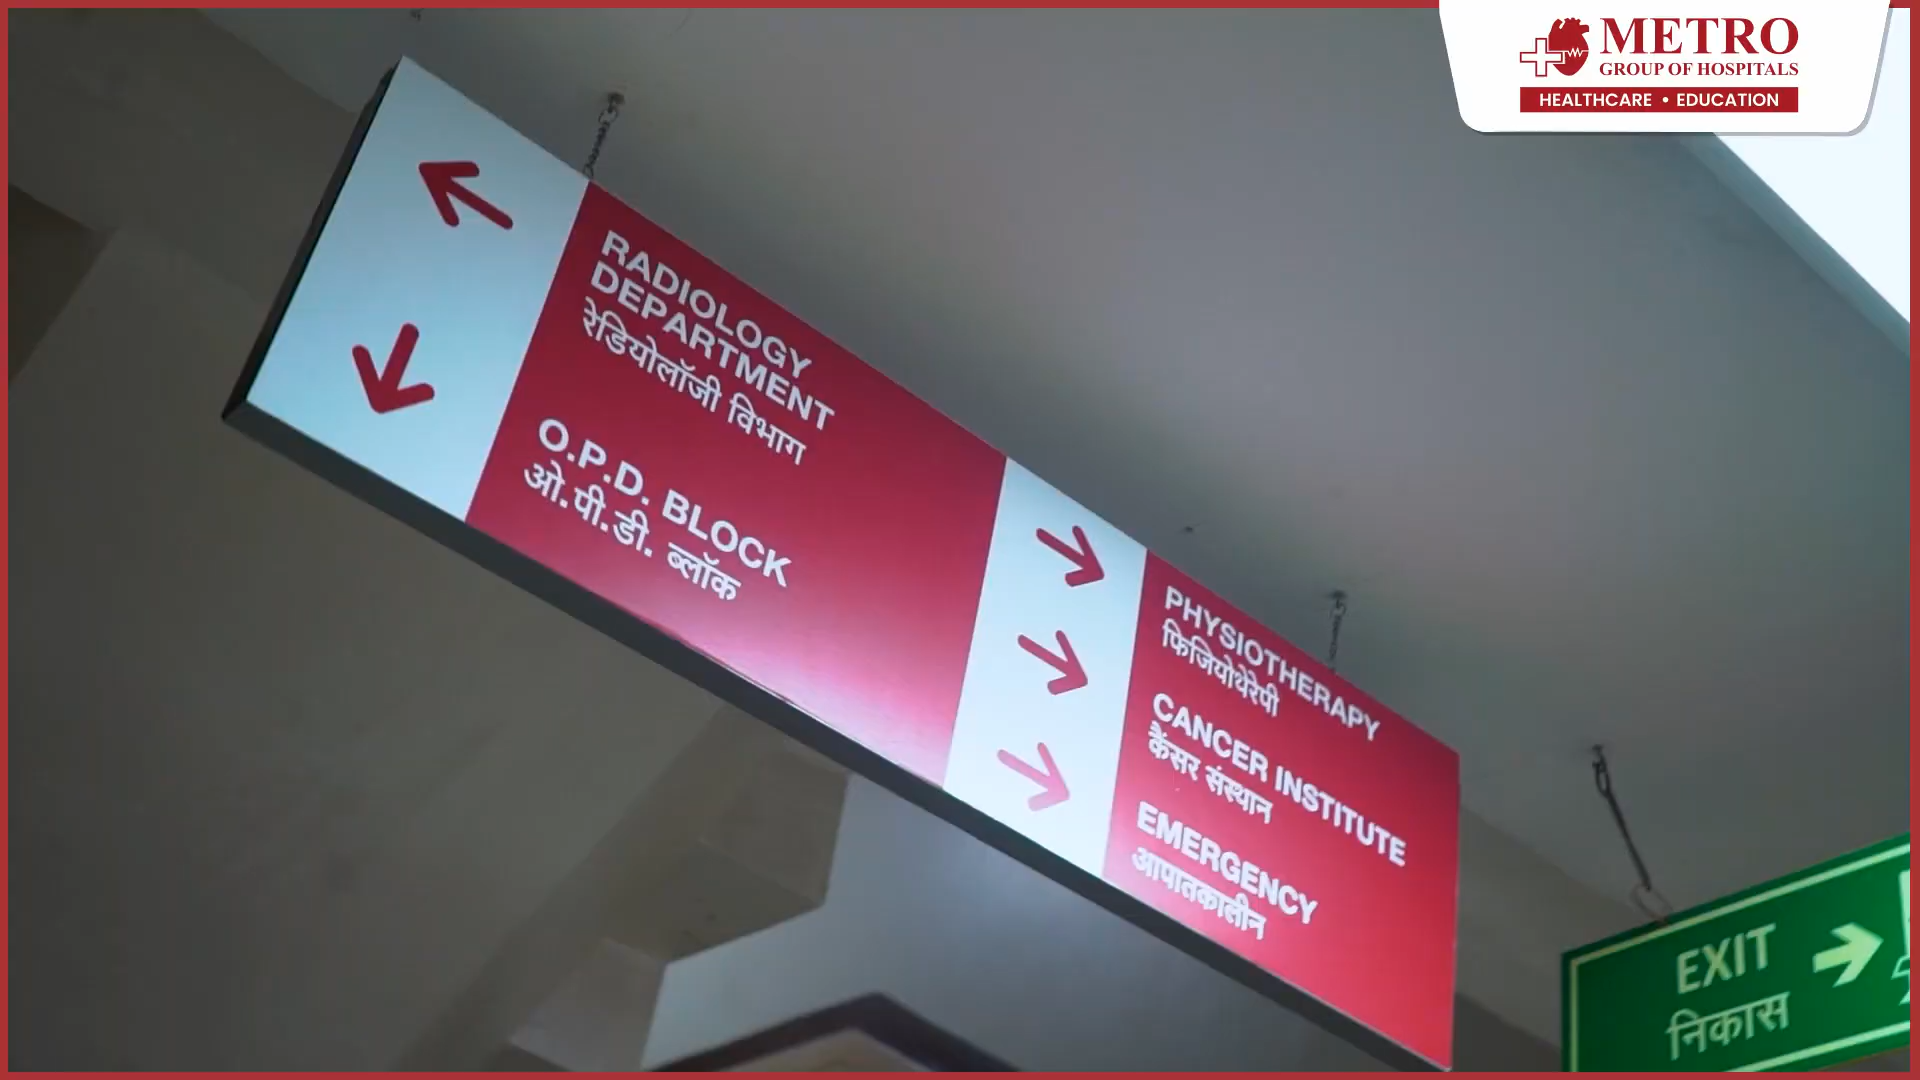 METRO
GROUP OF HOSPITALS
HEALTHCARE • EDUCATION
RADIOLOGY
DEPARTMENT
रेडियोलॉजी विभाग
O.P.D. BLOCK
ओ.पी.डी. ब्लॉक
PHYSIOTHERAPY
फिजियोथेरेपी
CANCER INSTITUTE
कैंसर संस्थान
EMERGENCY
आपातकालीन
EXIT
निकास